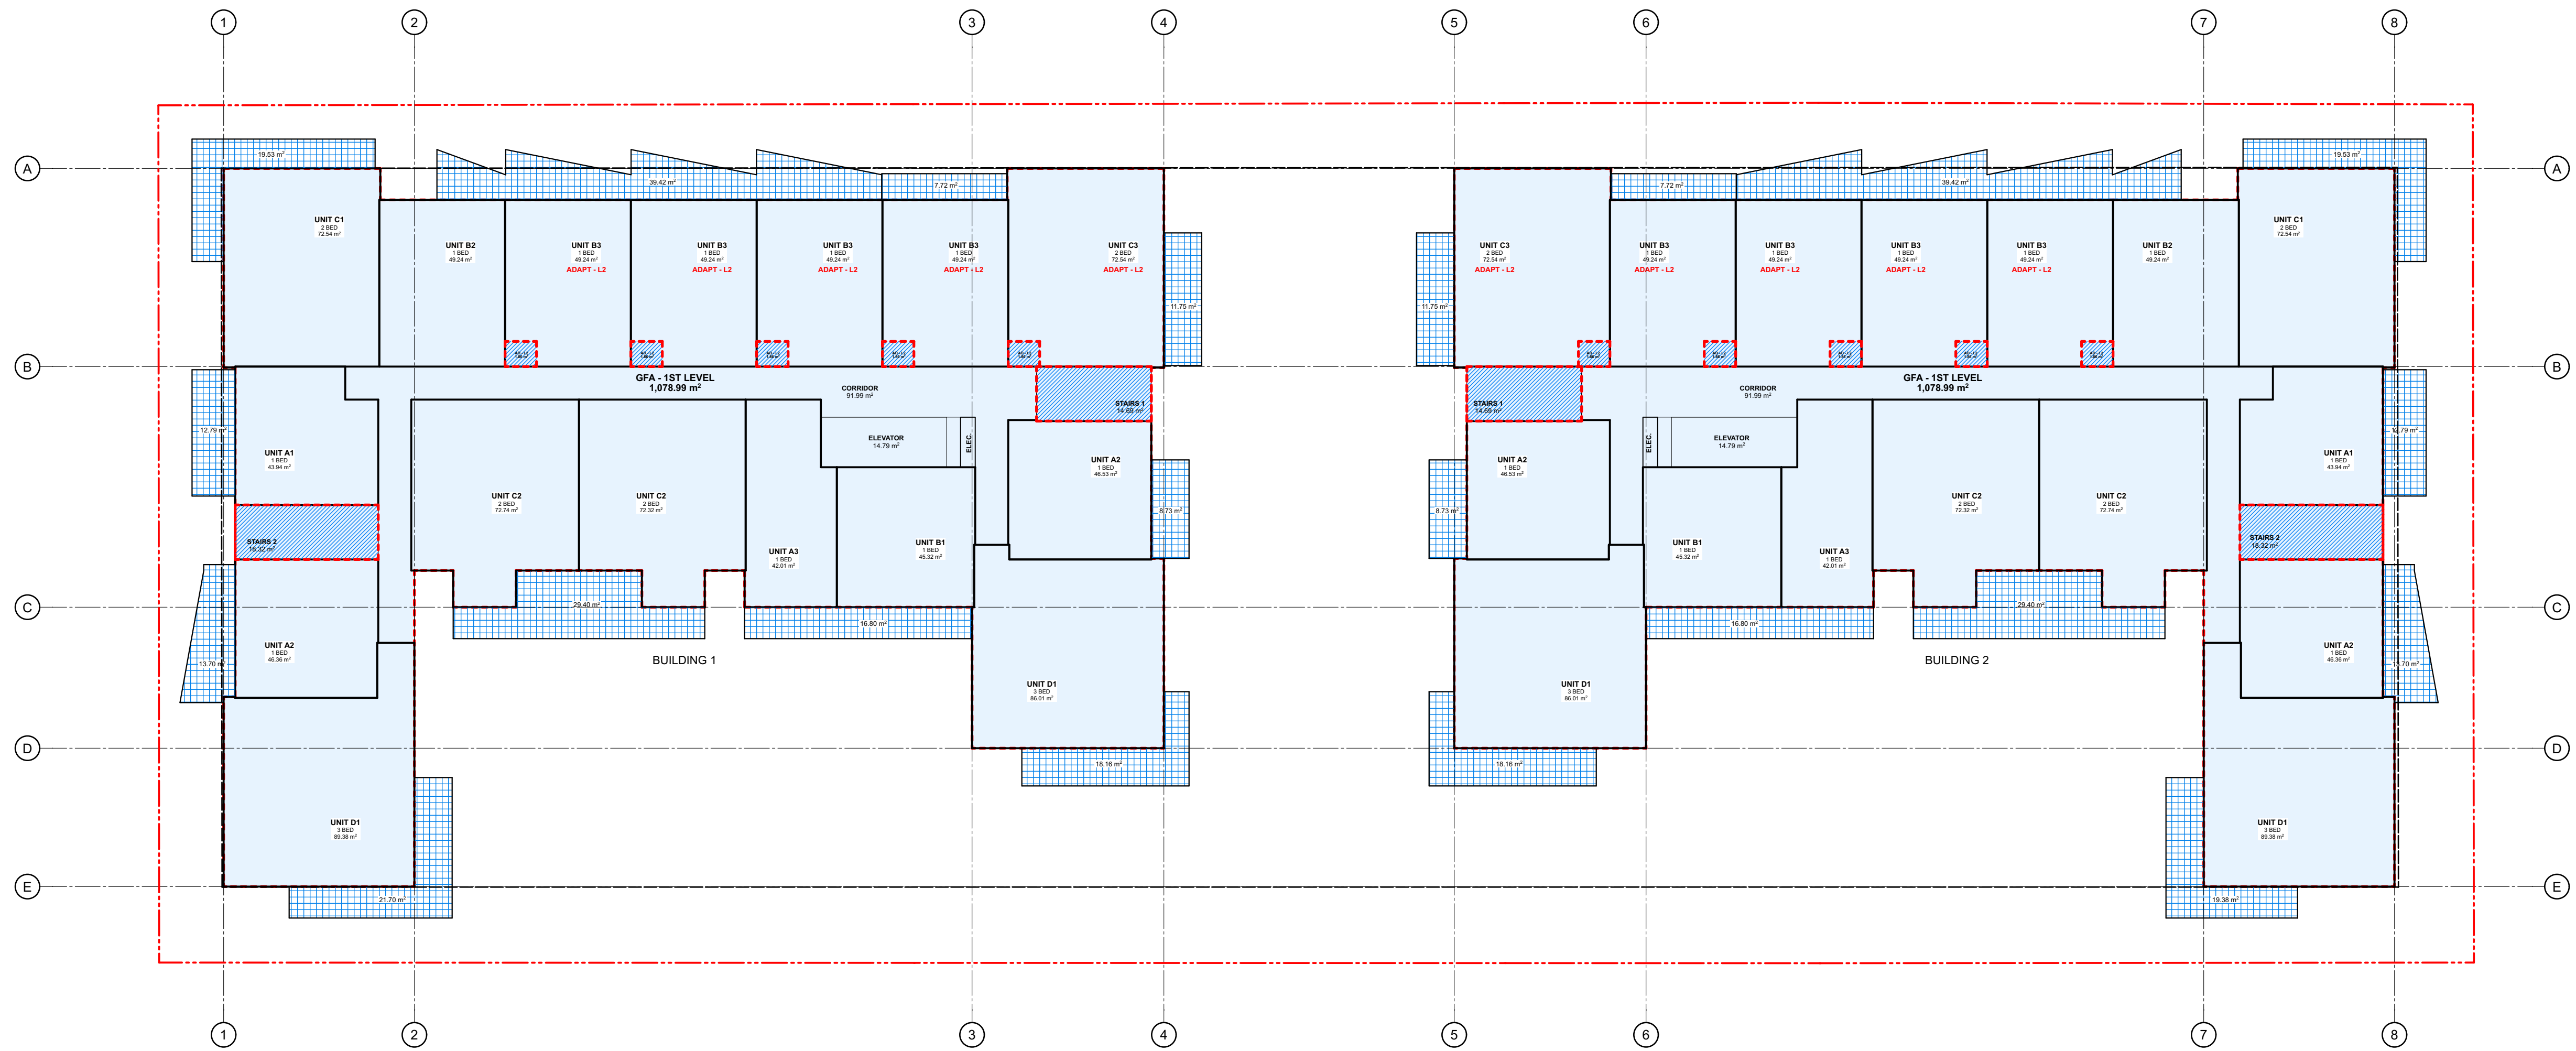 1 2 3 4 5 6 7 8
A
A
19.53 m²
39.42 m²
7.72 m²
7.72 m²
39.42 m²
19.53 m²
UNIT C1
2 BED
72.54 m²
UNIT B2
1 BED
49.24 m²
UNIT B3
1 BED
49.24 m²
ADAPT - L2
UNIT B3
1 BED
49.24 m²
ADAPT - L2
UNIT B3
1 BED
49.24 m²
ADAPT - L2
UNIT B3
1 BED
49.24 m²
ADAPT - L2
UNIT C3
2 BED
72.54 m²
ADAPT - L2
11.75 m²
11.75 m²
UNIT C3
2 BED
72.54 m²
ADAPT - L2
UNIT B3
1 BED
49.24 m²
ADAPT - L2
UNIT B3
1 BED
49.24 m²
ADAPT - L2
UNIT B3
1 BED
49.24 m²
ADAPT - L2
UNIT B3
1 BED
49.24 m²
ADAPT - L2
UNIT B2
1 BED
49.24 m²
UNIT C1
2 BED
72.54 m²
B
B
GFA - 1ST LEVEL
1,078.99 m²
CORRIDOR
91.99 m²
STAIRS 1
14.69 m²
STAIRS 1
14.69 m²
CORRIDOR
91.99 m²
GFA - 1ST LEVEL
1,078.99 m²
12.79 m²
UNIT A1
1 BED
43.94 m²
ELEVATOR
14.79 m²
ELEC.
UNIT A2
1 BED
46.53 m²
8.73 m²
8.73 m²
UNIT A2
1 BED
46.53 m²
ELEC.
ELEVATOR
14.79 m²
UNIT A1
1 BED
43.94 m²
12.79 m²
UNIT C2
2 BED
72.74 m²
UNIT C2
2 BED
72.32 m²
UNIT A3
1 BED
42.01 m²
UNIT B1
1 BED
45.32 m²
UNIT B1
1 BED
45.32 m²
UNIT A3
1 BED
42.01 m²
UNIT C2
2 BED
72.32 m²
UNIT C2
2 BED
72.74 m²
STAIRS 2
18.32 m²
STAIRS 2
18.32 m²
C
C
29.40 m²
16.80 m²
16.80 m²
29.40 m²
13.70 m²
UNIT A2
1 BED
46.36 m²
BUILDING 1
BUILDING 2
UNIT A2
1 BED
46.36 m²
13.70 m²
UNIT D1
3 BED
86.01 m²
UNIT D1
3 BED
86.01 m²
D
D
18.16 m²
18.16 m²
UNIT D1
3 BED
89.38 m²
UNIT D1
3 BED
89.38 m²
E
E
21.70 m²
19.38 m²
1 2 3 4 5 6 7 8